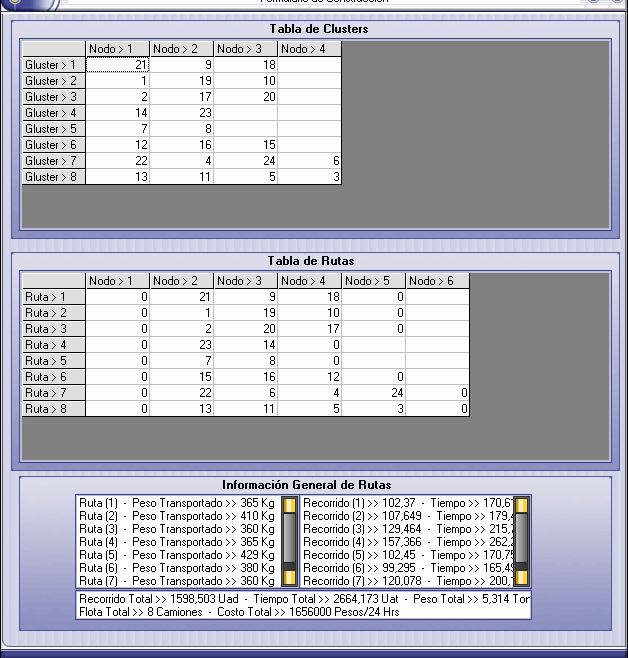 Formulario de Construcción
Tabla de Clusters
Nodo > 1 Nodo > 2 Nodo > 3 Nodo > 4
Gluster > 1 21 9 18
Gluster > 2 1 19 10
Gluster > 3 2 17 20
Gluster > 4 14 23
Gluster > 5 7 8
Gluster > 6 12 16 15
Gluster > 7 22 4 24 6
Gluster > 8 13 11 5 3
Tabla de Rutas
Nodo > 1 Nodo > 2 Nodo > 3 Nodo > 4 Nodo > 5 Nodo > 6
Ruta > 1 0 21 9 18 0
Ruta > 2 0 1 19 10 0
Ruta > 3 0 2 20 17 0
Ruta > 4 0 23 14 0
Ruta > 5 0 7 8 0
Ruta > 6 0 15 16 12 0
Ruta > 7 0 22 6 4 24 0
Ruta > 8 0 13 11 5 3 0
Información General de Rutas
Ruta (1) - Peso Transportado >> 365 Kg Recorrido (1) >> 102,37 - Tiempo >> 170,6
Ruta (2) - Peso Transportado >> 410 Kg Recorrido (2) >> 107,649 - Tiempo >> 179,
Ruta (3) - Peso Transportado >> 360 Kg Recorrido (3) >> 129,464 - Tiempo >> 215,
Ruta (4) - Peso Transportado >> 365 Kg Recorrido (4) >> 157,366 - Tiempo >> 262,
Ruta (5) - Peso Transportado >> 429 Kg Recorrido (5) >> 102,45 - Tiempo >> 170,
Ruta (6) - Peso Transportado >> 380 Kg Recorrido (6) >> 99,295 - Tiempo >> 165,
Ruta (7) - Peso Transportado >> 360 Kg Recorrido (7) >> 120,078 - Tiempo >> 200,
Recorrido Total >> 1598,503 Uad - Tiempo Total >> 2664,173 Uat - Peso Total >> 5,314 Ton
Flota Total >> 8 Camiones - Costo Total >> 1656000 Pesos/24 Hrs